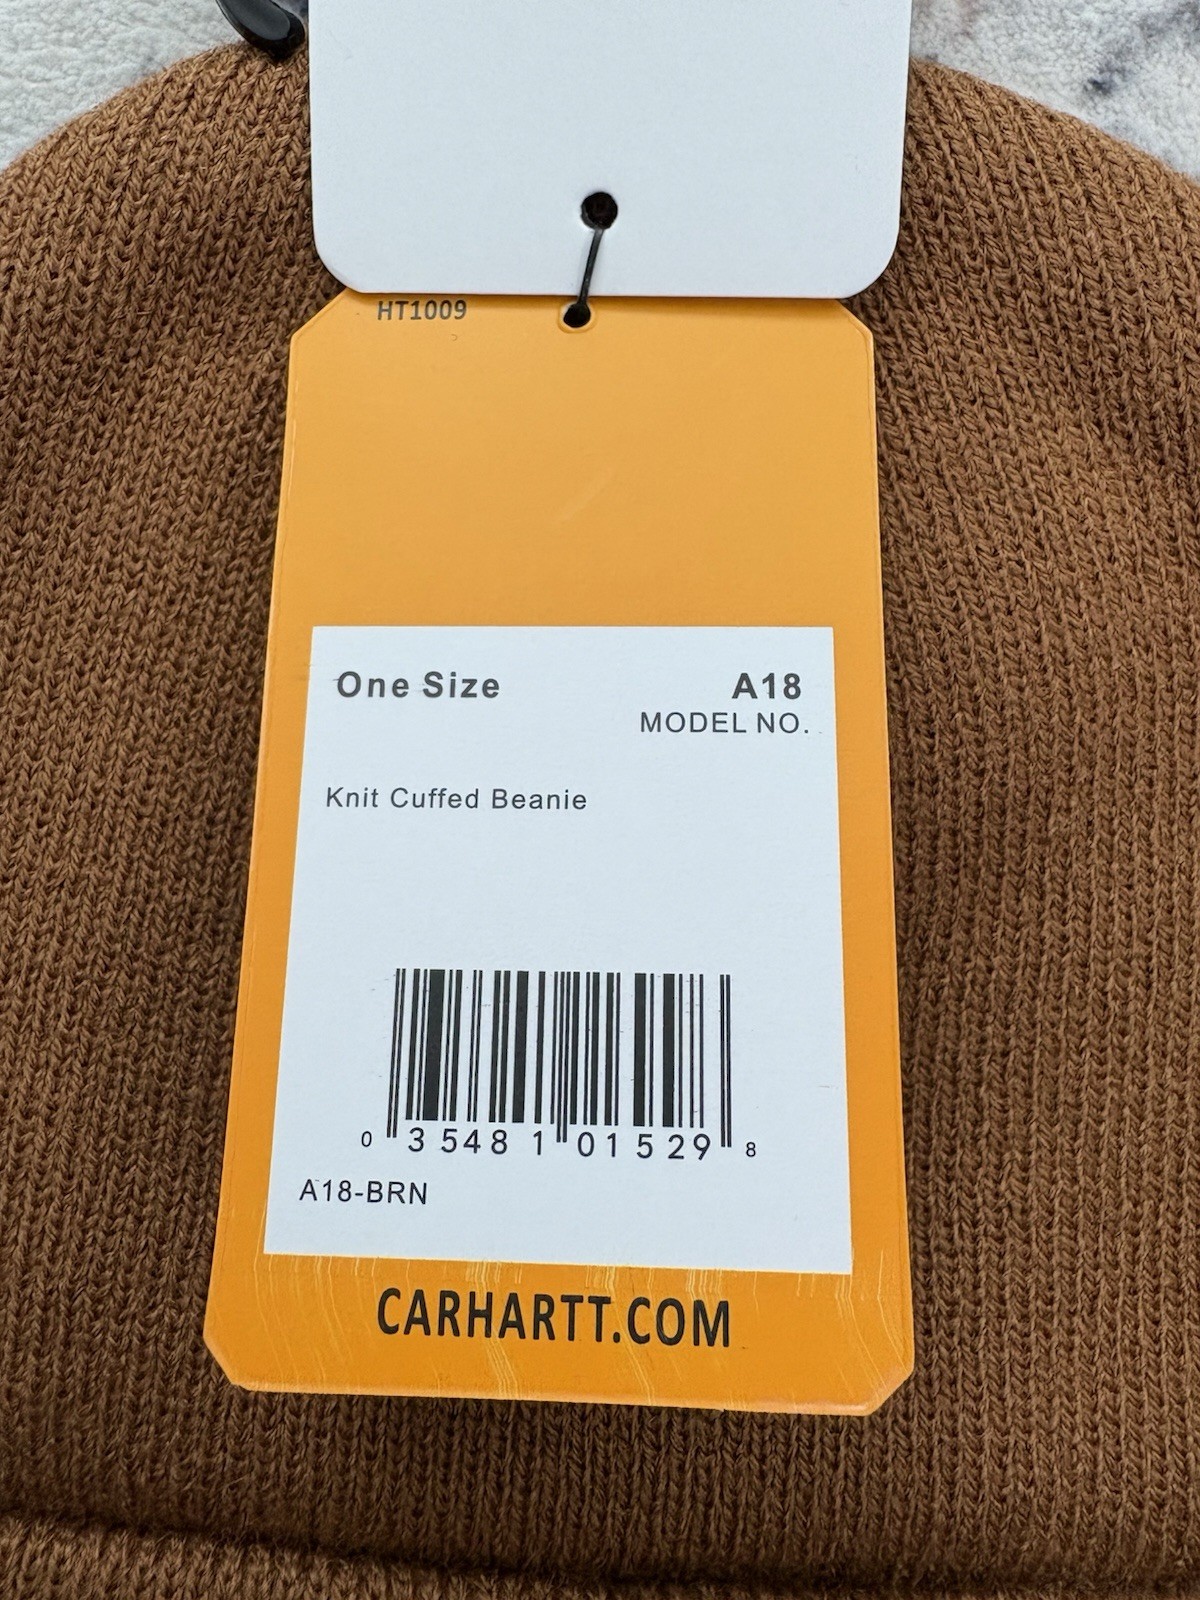 HT1009
One Size A18
MODEL NO.
Knit Cuffed Beanie
0 35481 01529 8
A18-BRN
CARHARTT.COM